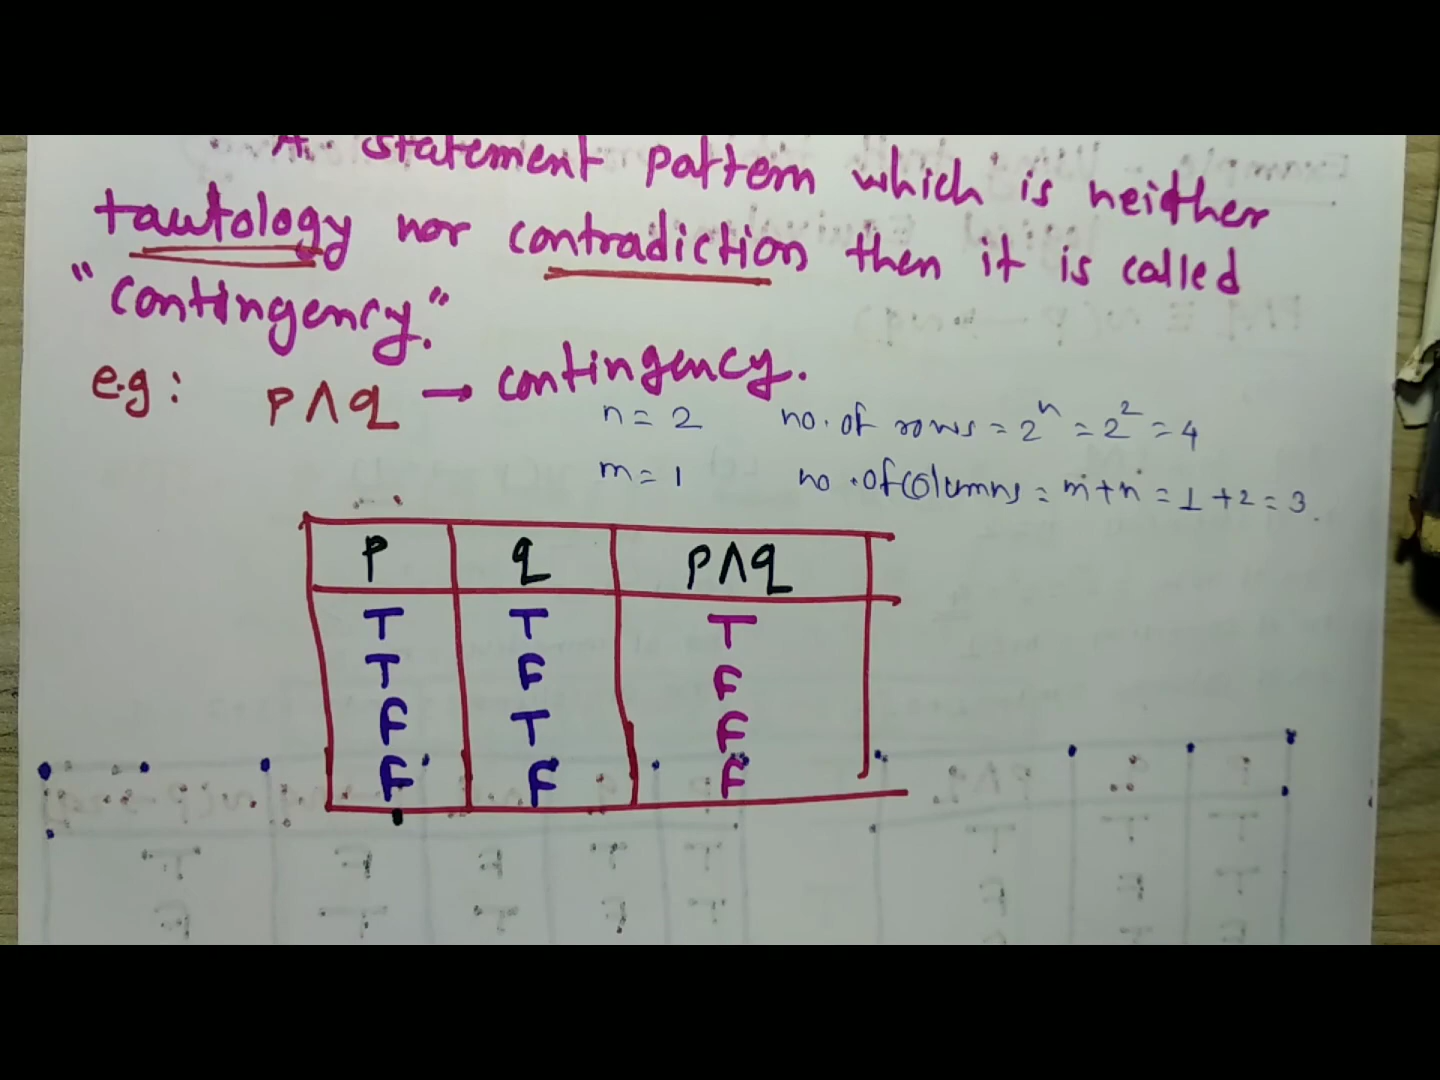 A statement pattern which is neither
tautology nor contradiction then it is called
"contingency."
e.g: p∧q → contingency.
n = 2 no. of rows = 2ⁿ = 2² = 4
m = 1 no. of columns = m+n = 1+2 = 3.
p q p∧q
T T T
T F F
F T F
F F F